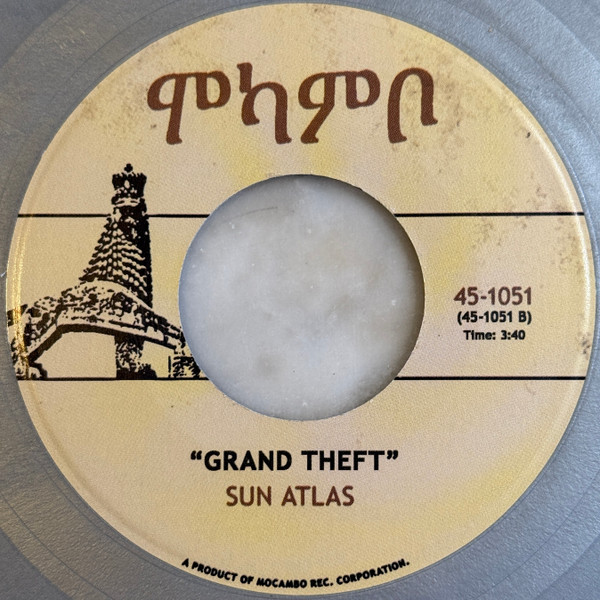 ሞካምቦ
45-1051
(45-1051 B)
Time: 3:40
“GRAND THEFT”
SUN ATLAS
A PRODUCT OF MOCAMBO REC. CORPORATION.